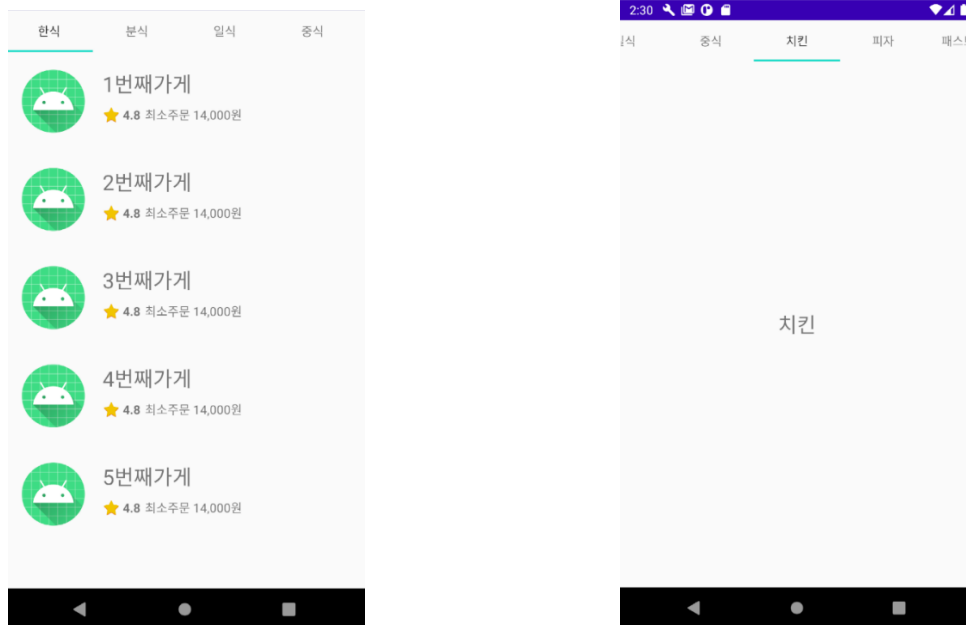 한식 분식 일식 중식
1번째가게
4.8 최소주문 14,000원
2번째가게
4.8 최소주문 14,000원
3번째가게
4.8 최소주문 14,000원
4번째가게
4.8 최소주문 14,000원
5번째가게
4.8 최소주문 14,000원
2:30
중식 치킨 피자
치킨